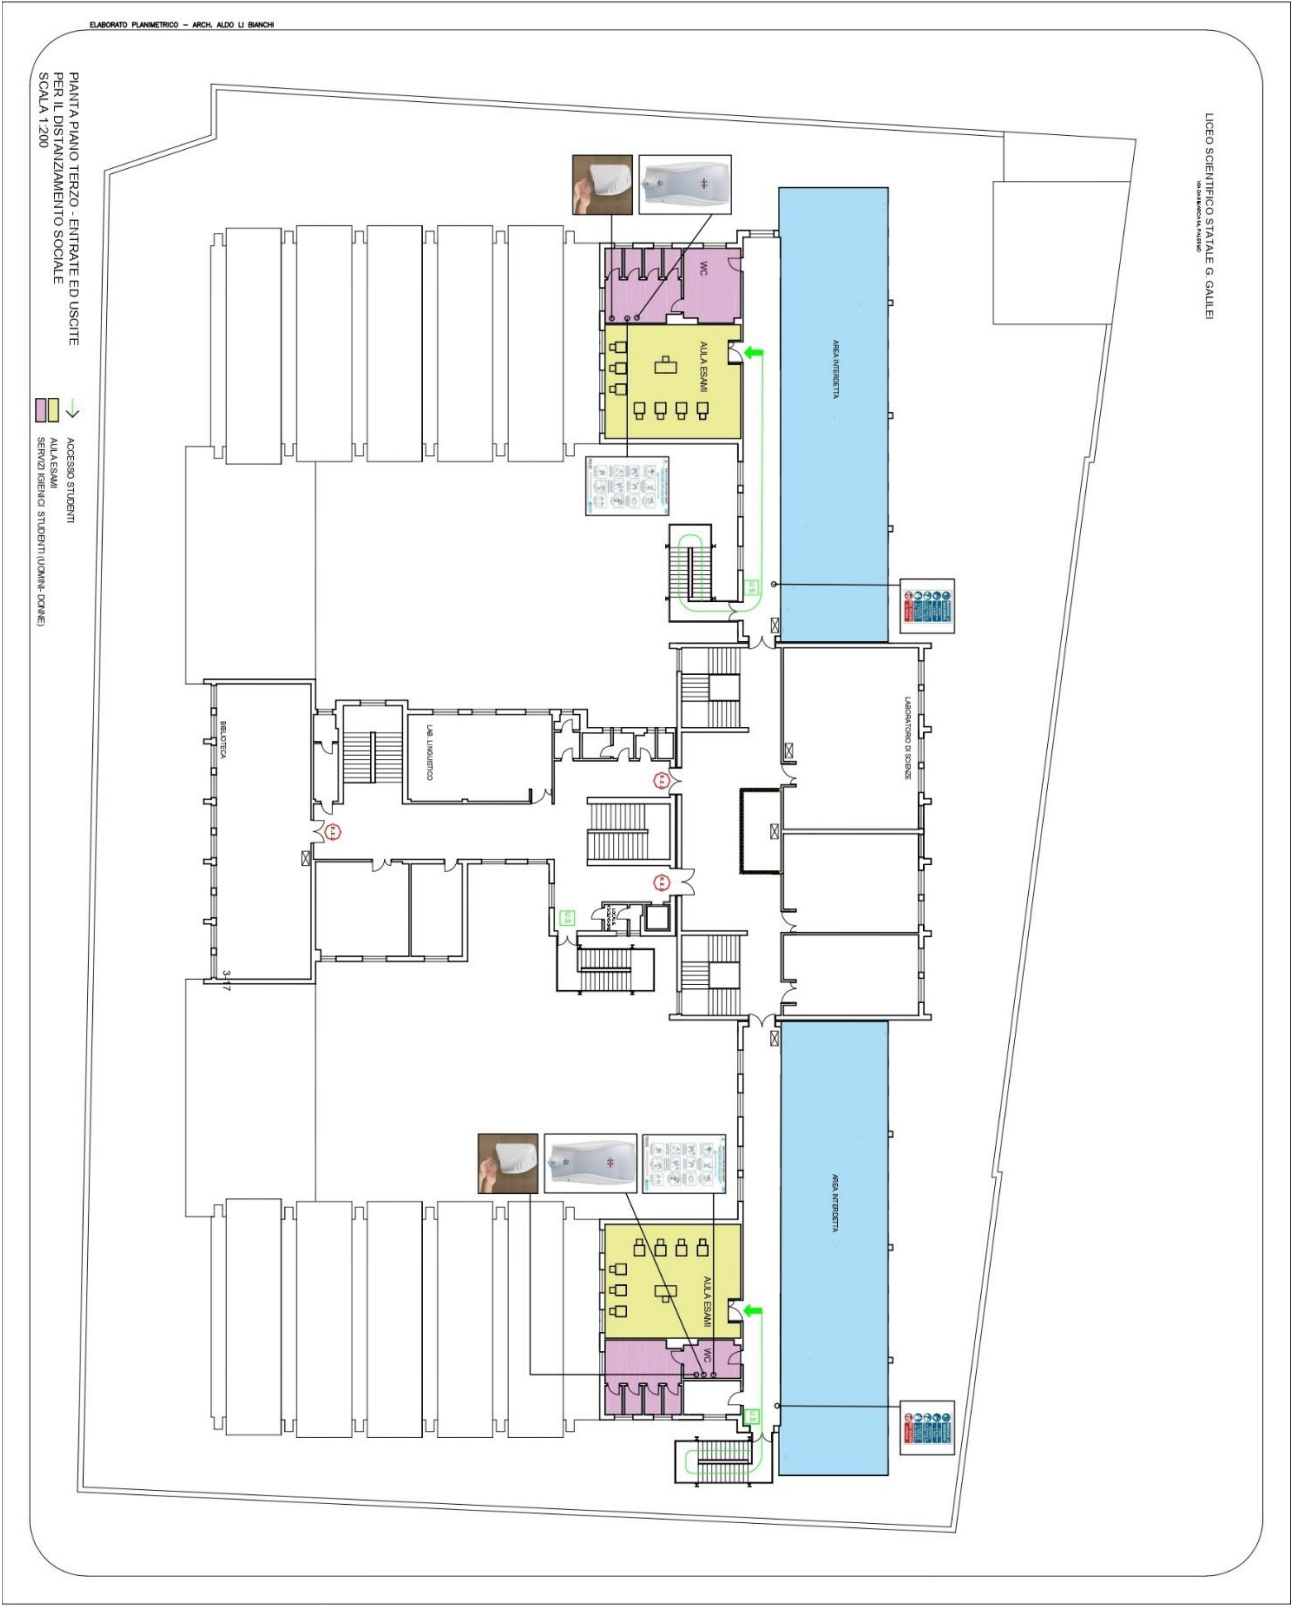 ELABORATO PLANIMETRICO - ARCH. ALDO LI BIANCHI
LICEO SCIENTIFICO STATALE G. GALILEI
PIANTA PIANO TERZO - ENTRATE ED USCITE
PER IL DISTANZIAMENTO SOCIALE
SCALA 1:200
ACCESSO STUDENTI
AULA ESAMI
SERVIZI IGIENICI STUDENTI (UOMINI- DONNE)
WC
AULA ESAMI
AREA INTERDETTA
U.S.
LABORATORIO DI SCIENZE
LAB. LINGUISTICO
BIBLIOTECA
3-17
U.S.
AREA INTERDETTA
AULA ESAMI
WC
U.S.